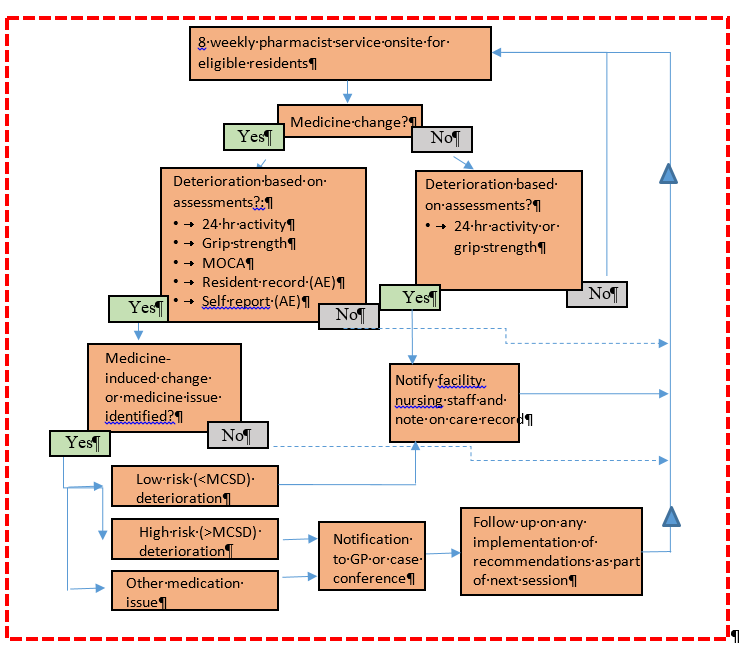 8 weekly pharmacist service onsite for
eligible residents¶
Medicine change?¶
Yes¶
No¶
Deterioration based on
assessments?:¶
• → 24 hr activity¶
• → Grip strength¶
• → MOCA¶
• → Resident record (AE)¶
• → Self report (AE)¶
Deterioration based
on assessments?¶
• → 24 hr activity or
grip strength¶
Yes¶
No¶
Yes¶
No¶
Medicine-
induced change
or medicine issue
identified?¶
Notify facility
nursing staff and
note on care record¶
Yes¶
No¶
Low risk (<MCSD)
deterioration¶
High risk (>MCSD)
deterioration¶
Other medication
issue¶
Notification
to GP or case
conference¶
Follow up on any
implementation of
recommendations as part
of next session¶
¶